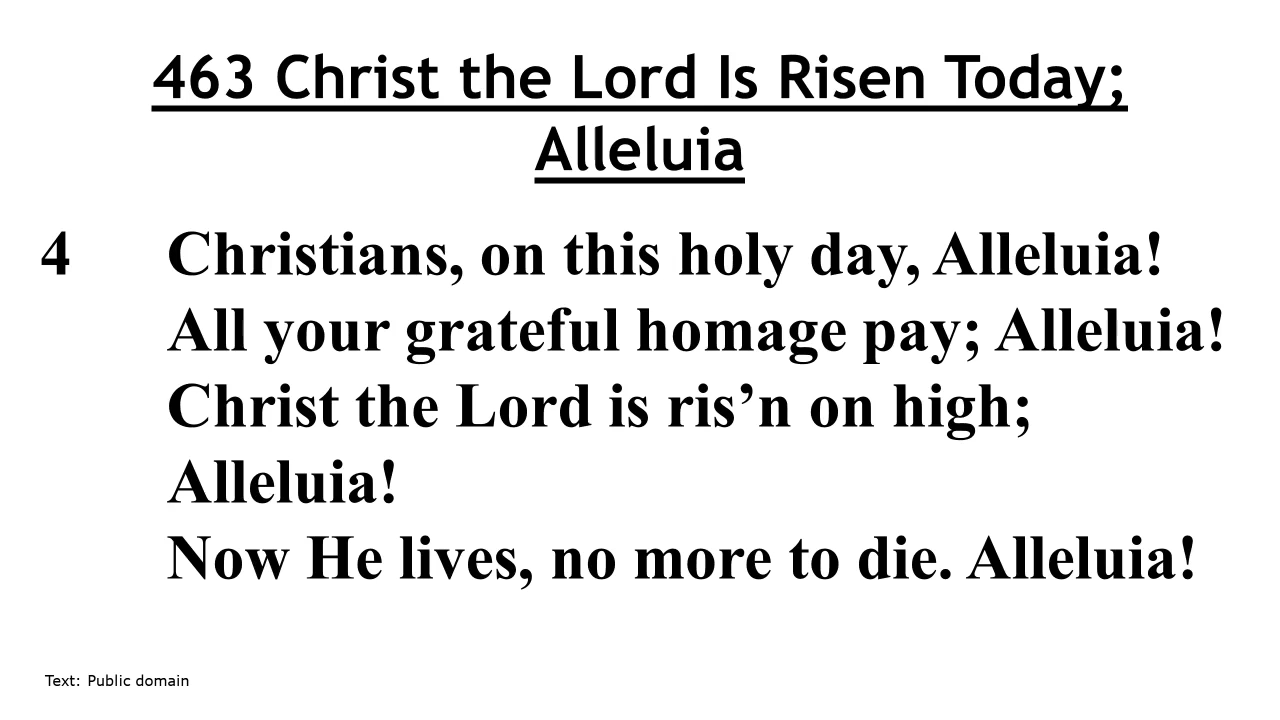 463 Christ the Lord Is Risen Today;
Alleluia
4 Christians, on this holy day, Alleluia!
All your grateful homage pay; Alleluia!
Christ the Lord is ris’n on high;
Alleluia!
Now He lives, no more to die. Alleluia!
Text: Public domain